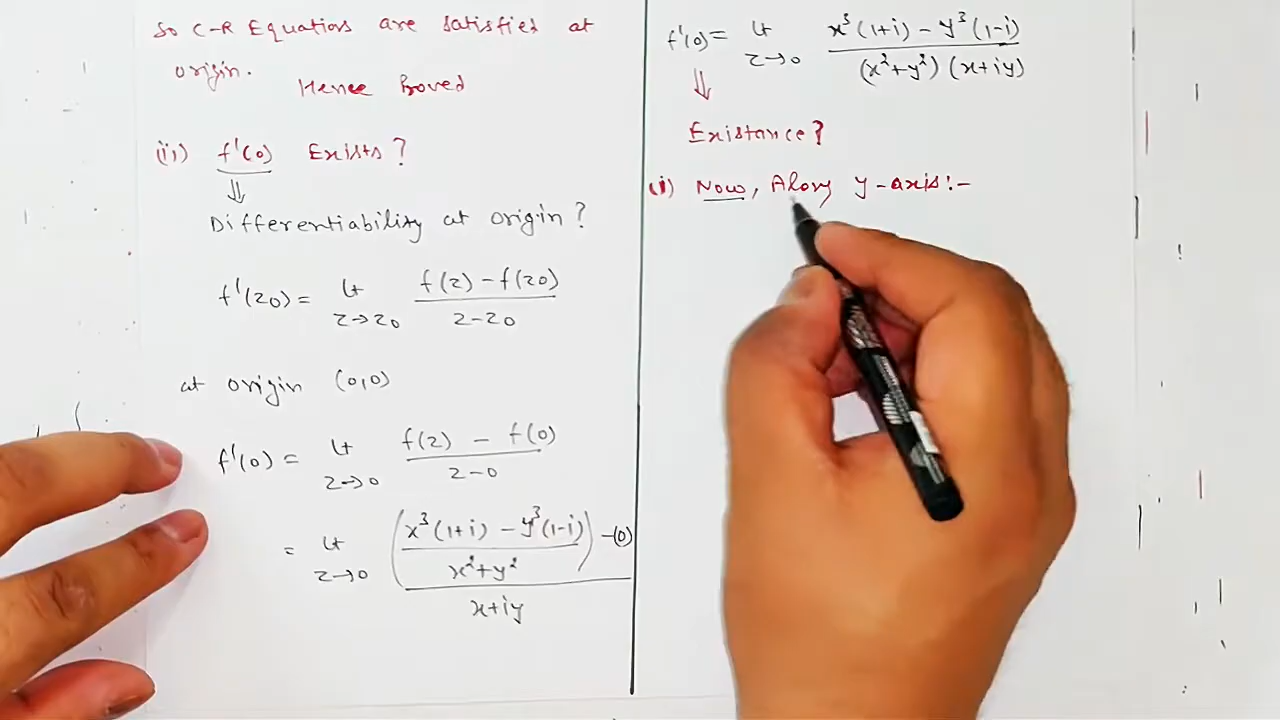 So C-R Equations are satisfied at
origin.
Hence Proved
(ii) f'(0) Exists?
⇓
Differentiability at origin?
f'(z0) = Lt z→z0 f(z) - f(z0) / z - z0
at origin (0,0)
f'(0) = Lt z→0 f(z) - f(0) / z - 0
= Lt z→0 (x³(1+i) - y³(1-i) / x²+y²) - (0) / x+iy
f'(0) = Lt z→0 x³(1+i) - y³(1-i) / (x²+y²) (x+iy)
⇓
Existance?
(i) Now, Along y-axis:-